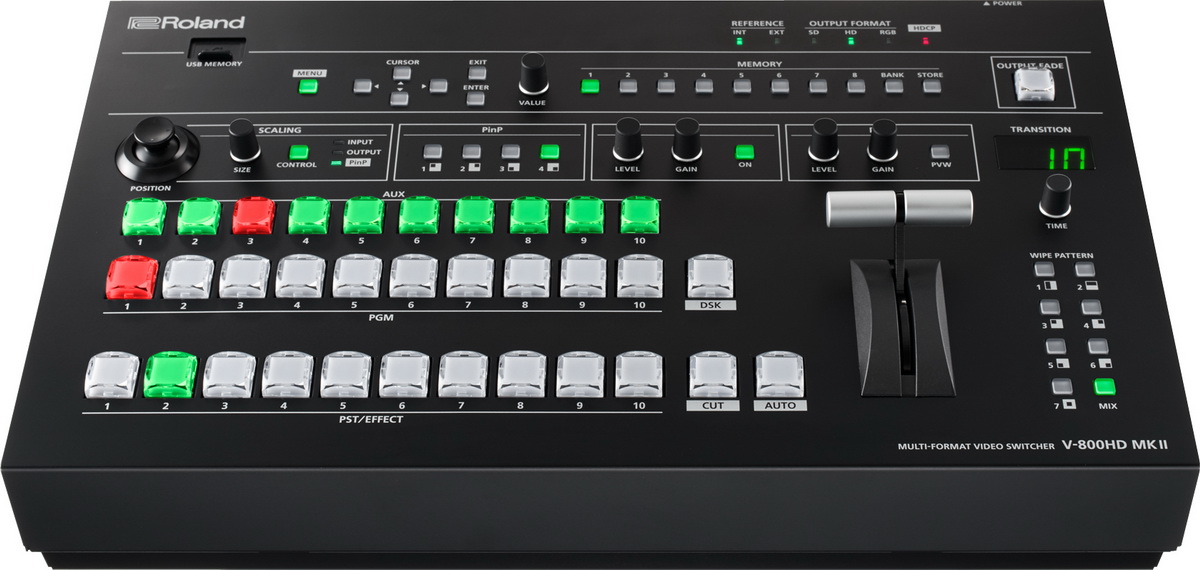 POWER
Roland
REFERENCE
INT EXT
OUTPUT FORMAT
SD HD RGB
HDCP
USB MEMORY
MENU
CURSOR
EXIT
ENTER
VALUE
MEMORY
1 2 3 4 5 6 7 8 BANK STORE
OUTPUT FADE
POSITION
SCALING
SIZE
CONTROL
INPUT
OUTPUT
PinP
PinP
1 2 3 4
LEVEL GAIN ON
LEVEL GAIN PVW
TRANSITION
1.0
TIME
AUX
1 2 3 4 5 6 7 8 9 10
1 2 3 4 5 6 7 8 9 10
PGM
DSK
WIPE PATTERN
1 2
3 4
5 6
7 MIX
1 2 3 4 5 6 7 8 9 10
PST/EFFECT
CUT AUTO
MULTI-FORMAT VIDEO SWITCHER V-800HD MK II